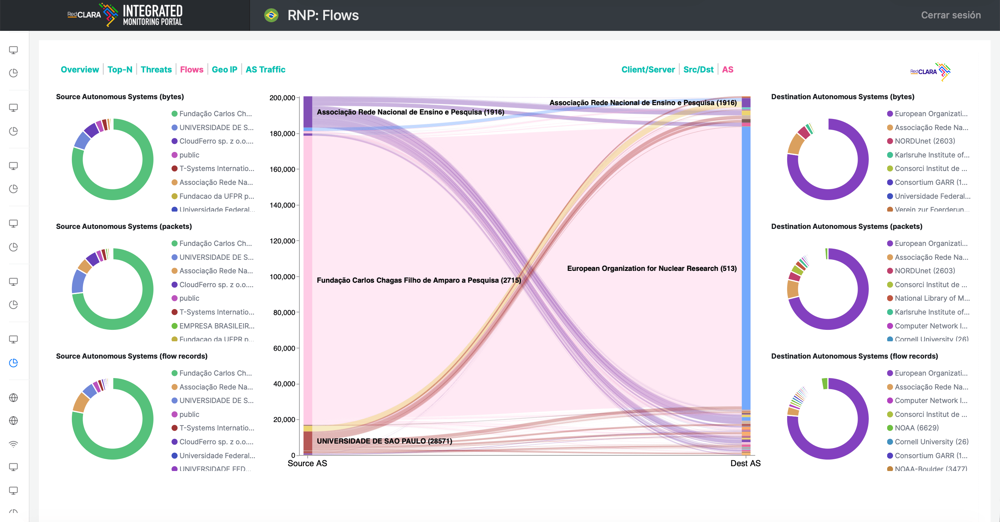 RedCLARA INTEGRATED
MONITORING PORTAL
RNP: Flows
Cerrar sesión
Overview Top-N Threats Flows Geo IP AS Traffic
Client/Server Src/Dst AS
RedCLARA
Source Autonomous Systems (bytes)
Fundação Carlos Ch...
UNIVERSIDADE DE S...
CloudFerro sp. z o.o....
public
T-Systems Internatio...
Associação Rede Na...
Fundacao da UFPR p...
Universidade Federal...
Source Autonomous Systems (packets)
Fundação Carlos Ch...
UNIVERSIDADE DE S...
Associação Rede Na...
CloudFerro sp. z o.o....
public
T-Systems Internatio...
EMPRESA BRASILEIR...
Fundacao da UFPR p...
Source Autonomous Systems (flow records)
Fundação Carlos Ch...
Associação Rede Na...
UNIVERSIDADE DE S...
public
T-Systems Internatio...
CloudFerro sp. z o.o....
Universidade Federal...
UNIVERSIDADE FED...
200,000
180,000
160,000
140,000
120,000
100,000
80,000
60,000
40,000
20,000
0
Associação Rede Nacional de Ensino e Pesquisa (1916)
Associação Rede Nacional de Ensino e Pesquisa (1916)
European Organization for Nuclear Research (513)
Fundação Carlos Chagas Filho de Amparo a Pesquisa (2715)
UNIVERSIDADE DE SAO PAULO (28571)
Source AS
Dest AS
Destination Autonomous Systems (bytes)
European Organizati...
Associação Rede Na...
NORDUnet (2603)
Karlsruhe Institute of...
Consorci Institut de ...
Consortium GARR (1...
Universidade Federal...
Verein zur Foerderun...
Destination Autonomous Systems (packets)
European Organizati...
Associação Rede Na...
NORDUnet (2603)
Consorci Institut de ...
National Library of M...
Karlsruhe Institute of...
Computer Network I...
Cornell University (26)
Destination Autonomous Systems (flow records)
European Organizati...
Associação Rede Na...
Computer Network I...
Consorci Institut de ...
NOAA (6629)
Cornell University (26)
Consortium GARR (1...
NOAA-Boulder (3477)